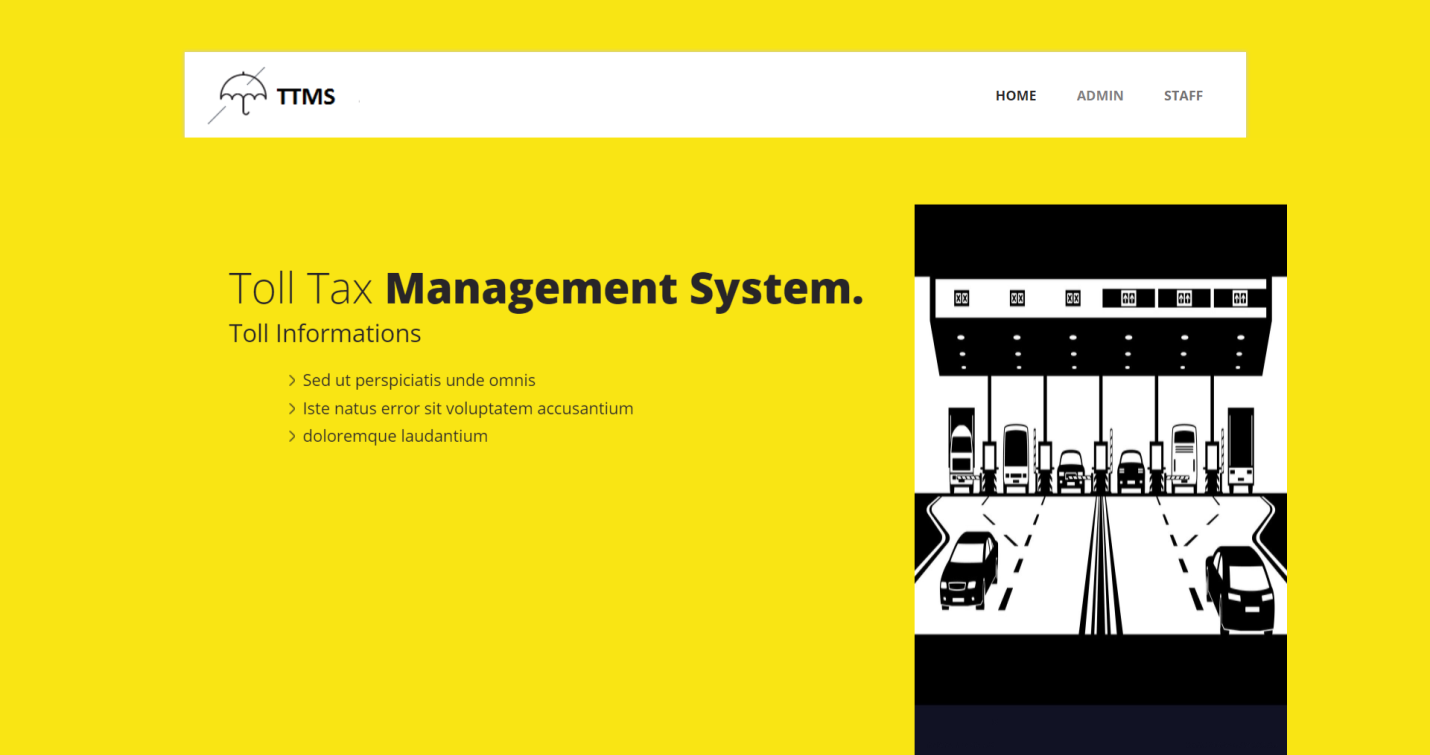 TTMS
HOME
ADMIN
STAFF
Toll Tax Management System.
Toll Informations
Sed ut perspiciatis unde omnis
Iste natus error sit voluptatem accusantium
doloremque laudantium